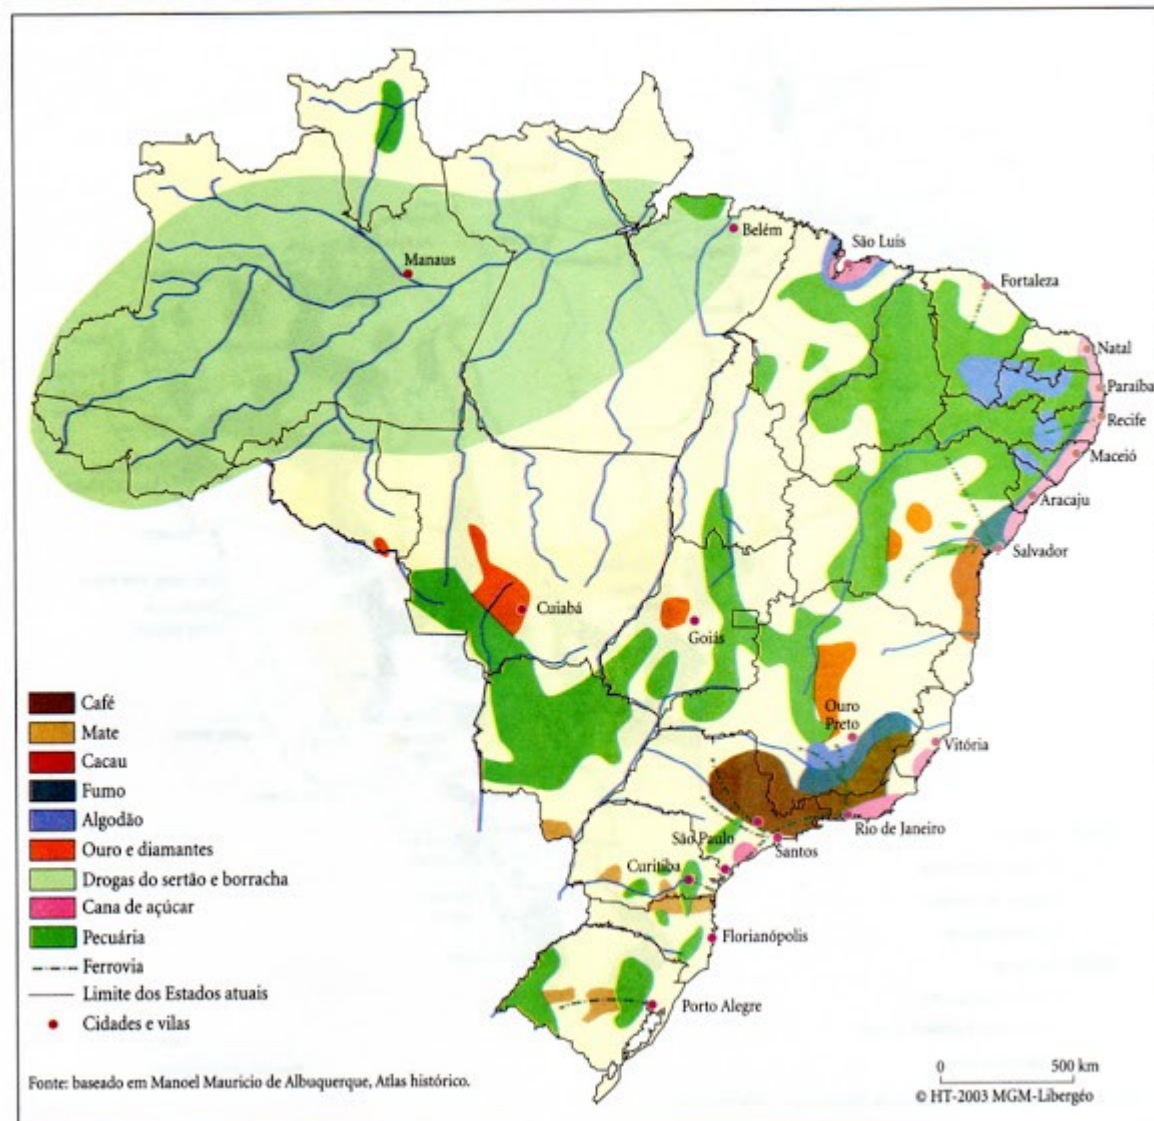 Belém
São Luís
Manaus
Fortaleza
Natal
Paraíba
Recife
Maceió
Aracaju
Salvador
Cuiabá
Goiás
Ouro
Preto
Vitória
São Paulo
Rio de Janeiro
Santos
Curitiba
Florianópolis
Porto Alegre
Café
Mate
Cacau
Fumo
Algodão
Ouro e diamantes
Drogas do sertão e borracha
Cana de açúcar
Pecuária
Ferrovia
Limite dos Estados atuais
Cidades e vilas
Fonte: baseado em Manoel Mauricio de Albuquerque, Atlas histórico.
0 500 km
© HT-2003 MGM-Libergéo